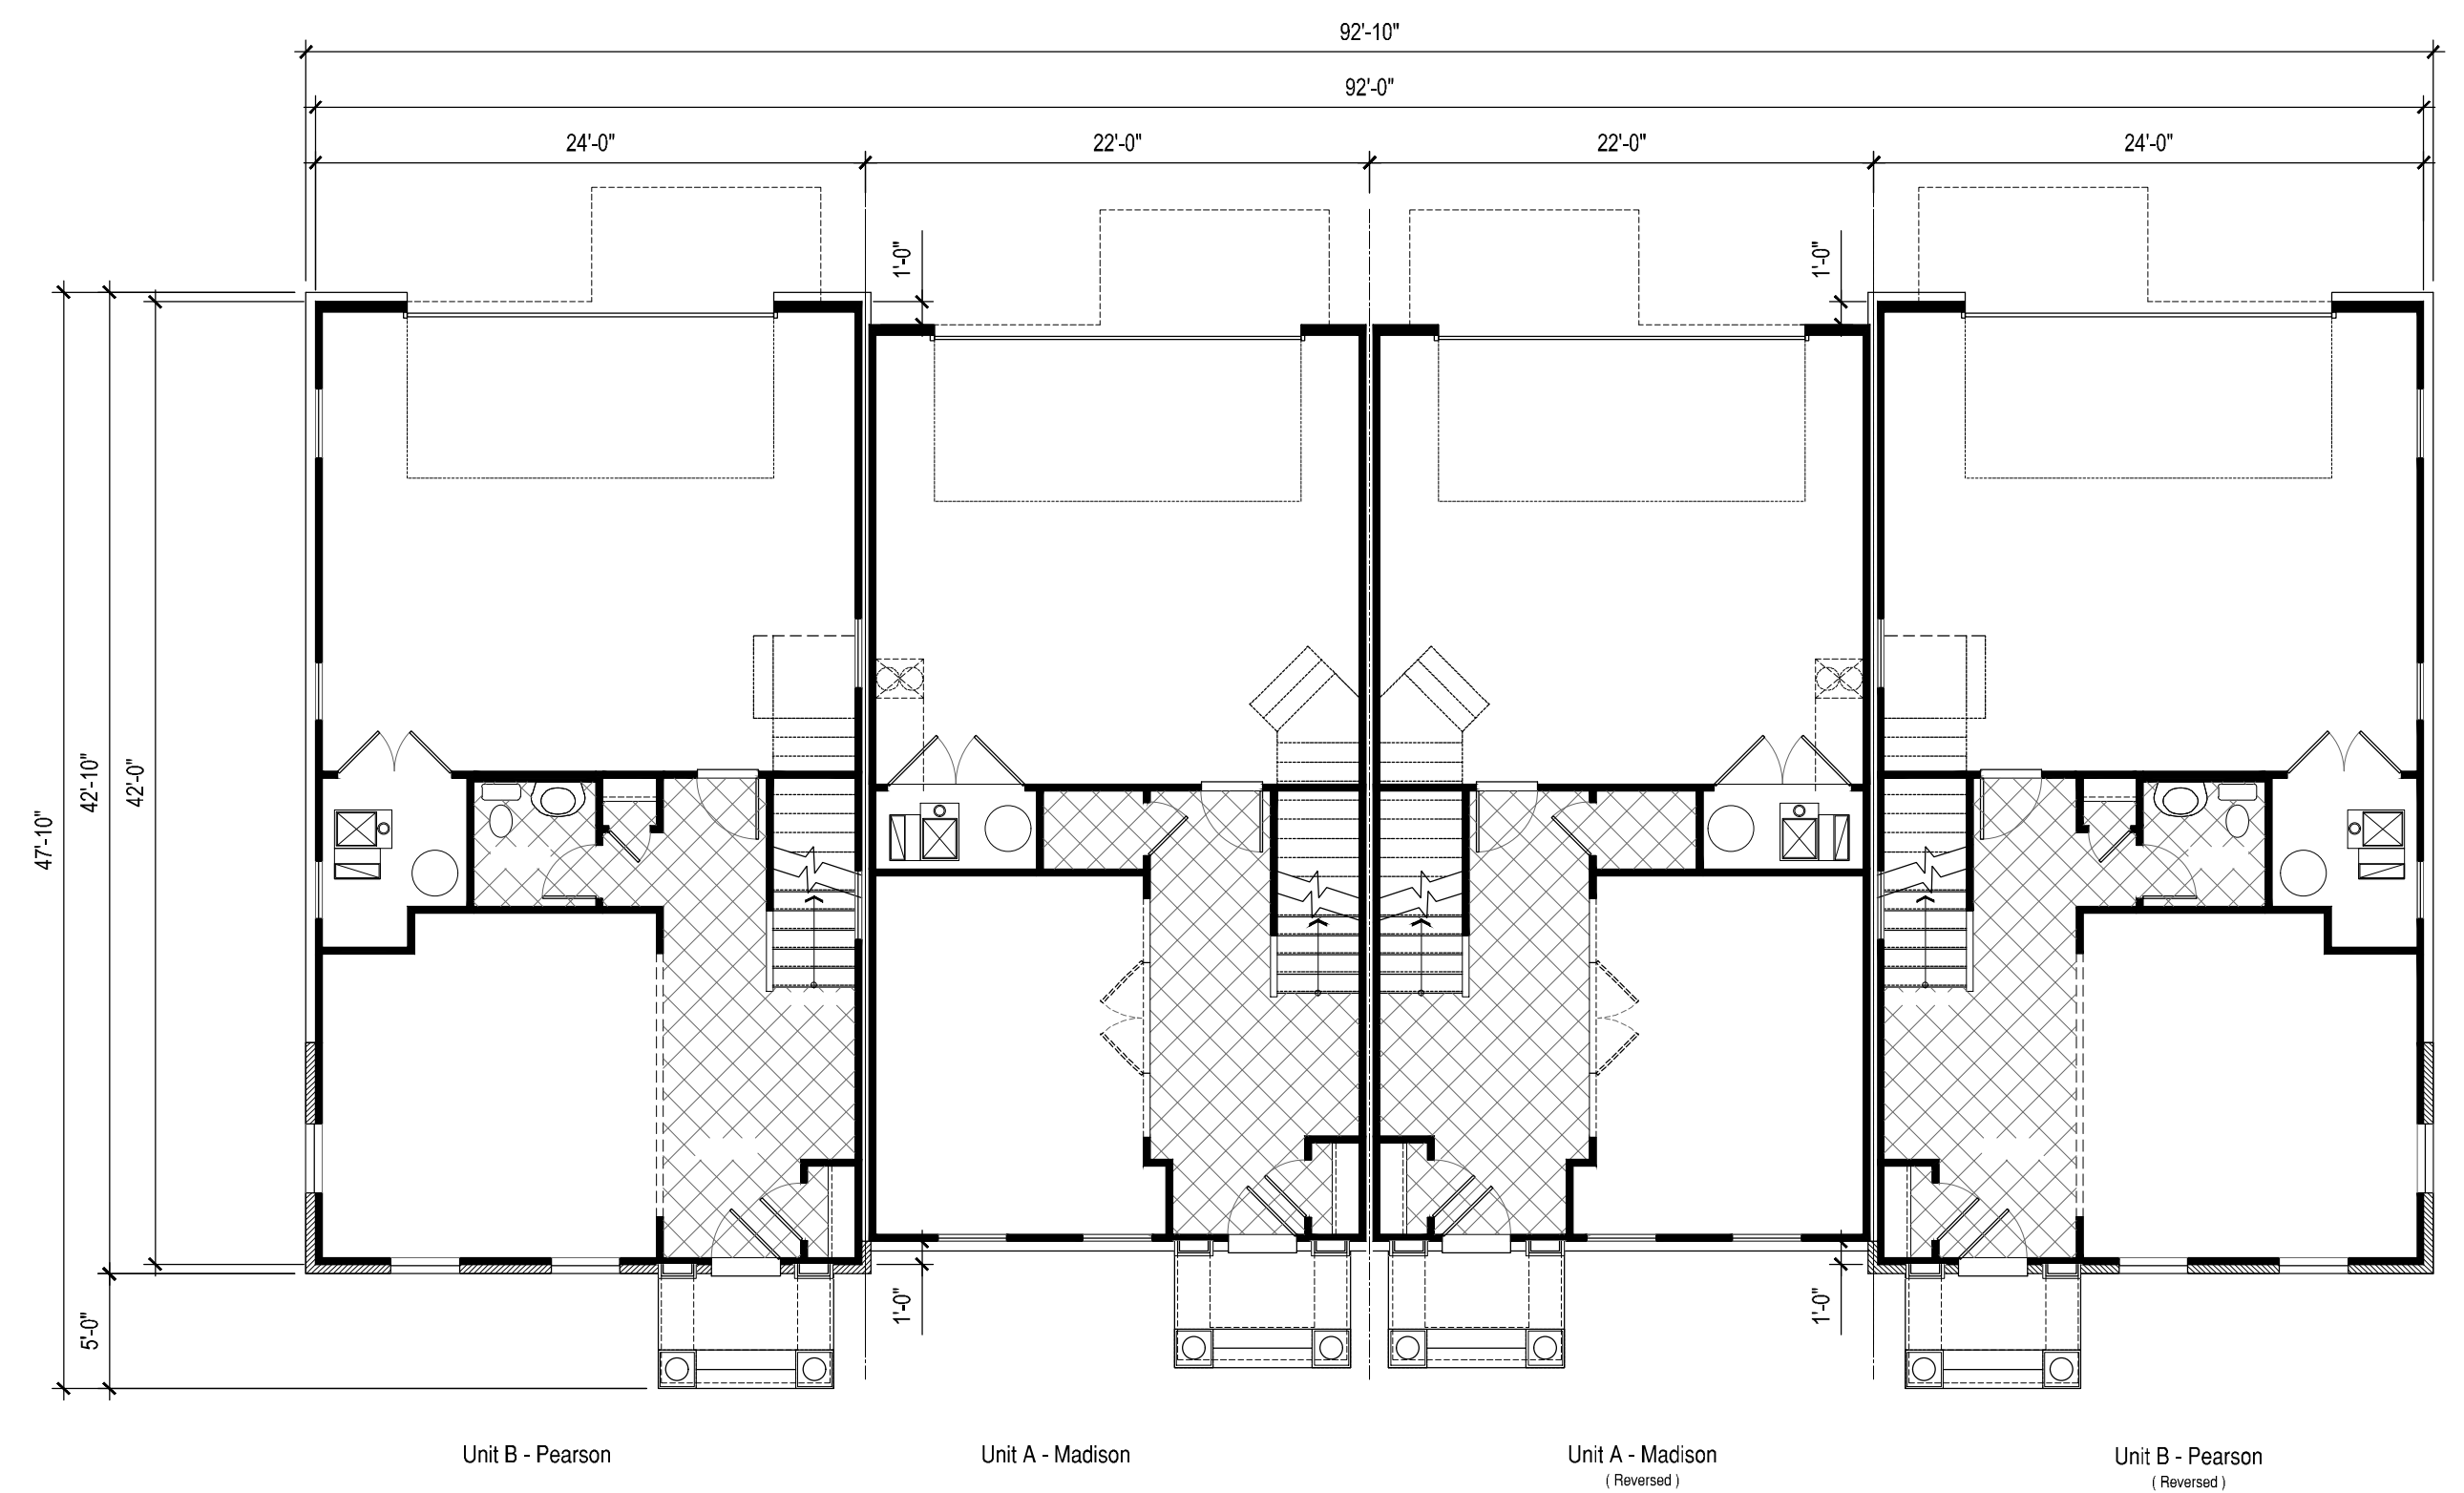 92'-10"
92'-0"
24'-0"
22'-0"
22'-0"
24'-0"
1'-0"
1'-0"
47'-10"
42'-10"
42'-0"
5'-0"
1'-0"
1'-0"
Unit B - Pearson
Unit A - Madison
Unit A - Madison
( Reversed )
Unit B - Pearson
( Reversed )